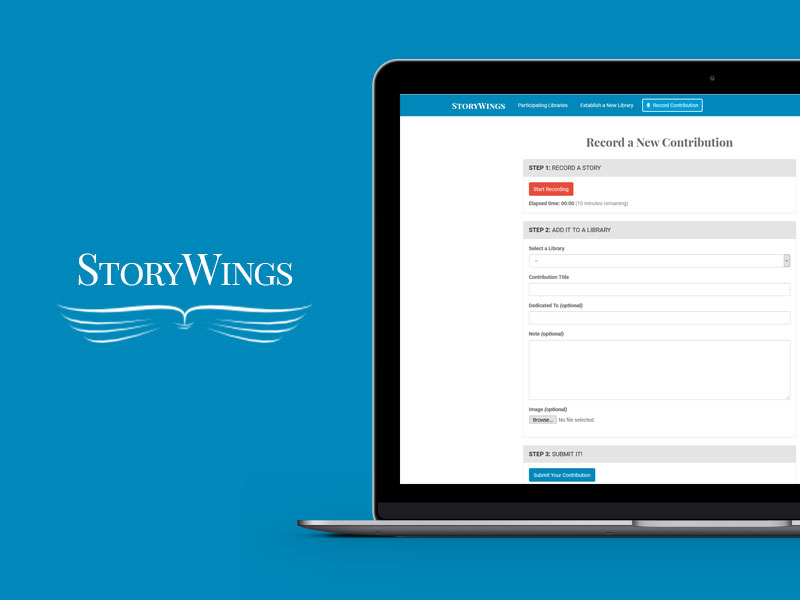 STORYWINGS
STORYWINGS Participating Libraries Establish a New Library Record Contribution
Record a New Contribution
STEP 1: RECORD A STORY
Start Recording
Elapsed time: 00:00 (10 minutes remaining)
STEP 2: ADD IT TO A LIBRARY
Select a Library
--
Contribution Title
Dedicated To (optional)
Note (optional)
Image (optional)
Browse... No file selected.
STEP 3: SUBMIT IT!
Submit Your Contribution